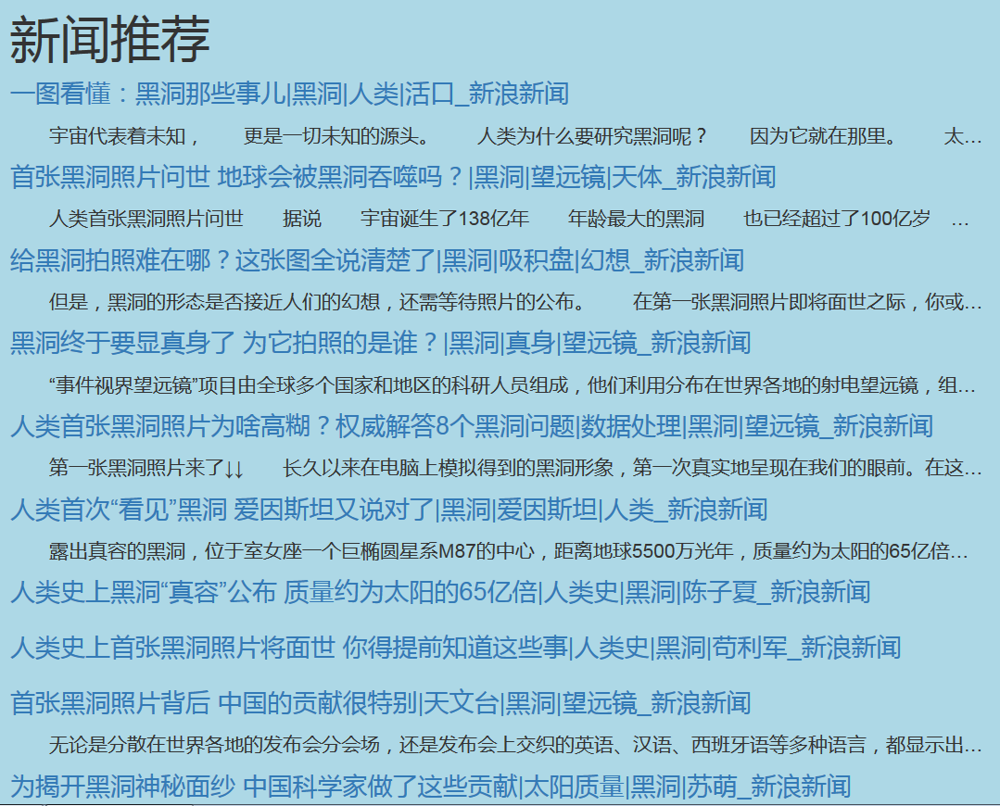 新闻推荐
一图看懂：黑洞那些事儿|黑洞|人类|活口_新浪新闻
宇宙代表着未知， 更是一切未知的源头。 人类为什么要研究黑洞呢？ 因为它就在那里。 太…
首张黑洞照片问世 地球会被黑洞吞噬吗？|黑洞|望远镜|天体_新浪新闻
人类首张黑洞照片问世 据说 宇宙诞生了138亿年 年龄最大的黑洞 也已经超过了100亿岁 …
给黑洞拍照难在哪？这张图全说清楚了|黑洞|吸积盘|幻想_新浪新闻
但是，黑洞的形态是否接近人们的幻想，还需等待照片的公布。 在第一张黑洞照片即将面世之际，你或…
黑洞终于要显真身了 为它拍照的是谁？|黑洞|真身|望远镜_新浪新闻
“事件视界望远镜”项目由全球多个国家和地区的科研人员组成，他们利用分布在世界各地的射电望远镜，组…
人类首张黑洞照片为啥高糊？权威解答8个黑洞问题|数据处理|黑洞|望远镜_新浪新闻
第一张黑洞照片来了↓↓ 长久以来在电脑上模拟得到的黑洞形象，第一次真实地呈现在我们的眼前。在这…
人类首次“看见”黑洞 爱因斯坦又说对了|黑洞|爱因斯坦|人类_新浪新闻
露出真容的黑洞，位于室女座一个巨椭圆星系M87的中心，距离地球5500万光年，质量约为太阳的65亿倍…
人类史上黑洞“真容”公布 质量约为太阳的65亿倍|人类史|黑洞|陈子夏_新浪新闻
人类史上首张黑洞照片将面世 你得提前知道这些事|人类史|黑洞|苟利军_新浪新闻
首张黑洞照片背后 中国的贡献很特别|天文台|黑洞|望远镜_新浪新闻
无论是分散在世界各地的发布会分会场，还是发布会上交织的英语、汉语、西班牙语等多种语言，都显示出…
为揭开黑洞神秘面纱 中国科学家做了这些贡献|太阳质量|黑洞|苏萌_新浪新闻